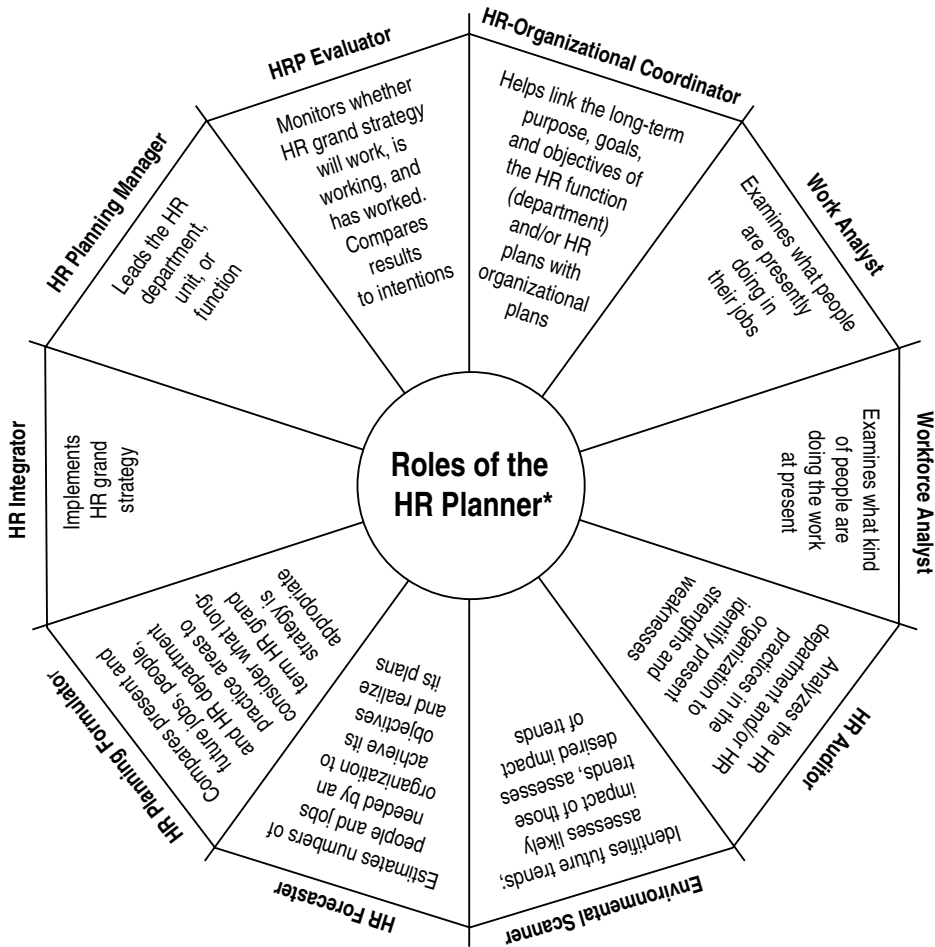 Roles of the
HR Planner*
HR-Organizational Coordinator
Helps link the long-term
purpose, goals,
and objectives of
the HR function
(department)
and/or HR
plans with
organizational
plans
Work Analyst
Examines what people
are presently
doing in
their jobs
Workforce Analyst
Examines what kind
of people are
doing the work
at present
HR Auditor
Analyzes the HR
department and/or HR
practices in the
organization to
identify present
strengths and
weaknesses
Environmental Scanner
Identifies future trends;
assesses likely
impact of those
trends, assesses
desired impact
of trends
HR Forecaster
Estimates numbers of
people and jobs
needed by an
organization to
achieve its
objectives
and realize
its plans
HR Planning Formulator
Compares present and
future jobs, people,
and HR department
practice areas to
consider what long-
term HR grand
strategy is
appropriate
HR Integrator
Implements
HR grand
strategy
HR Planning Manager
Leads the HR
department,
unit, or
function
HRP Evaluator
Monitors whether
HR grand strategy
will work, is
working, and
has worked.
Compares
results
to intentions